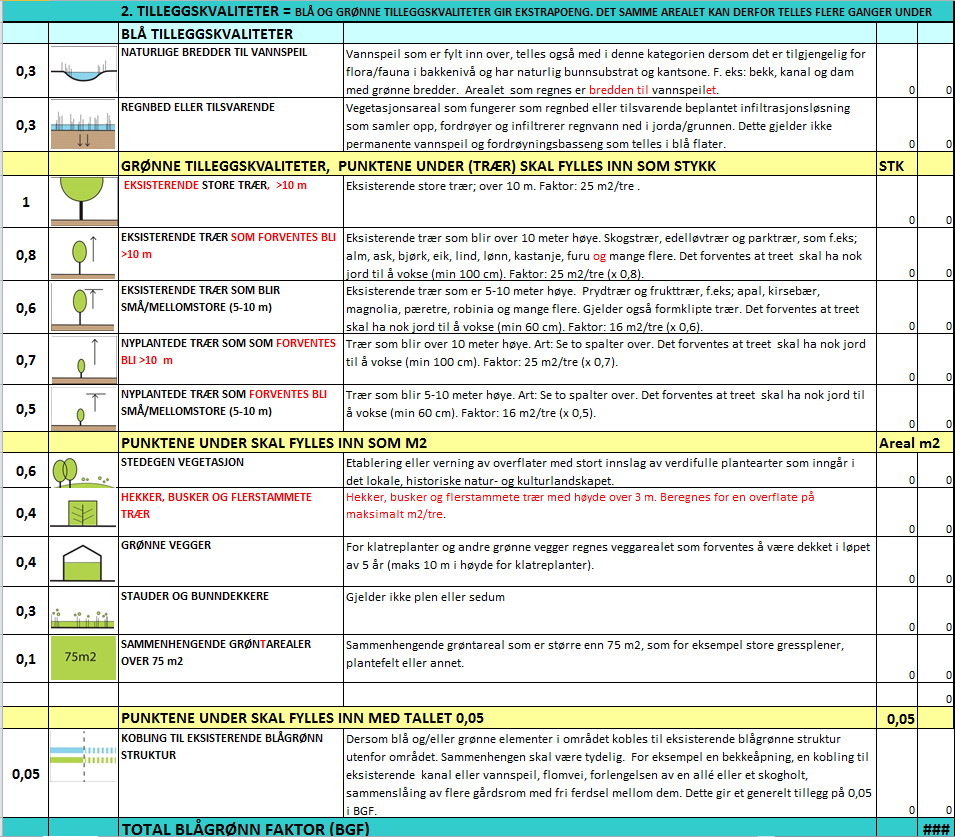 2. TILLEGGSKVALITETER = BLÅ OG GRØNNE TILLEGGSKVALITETER GIR EKSTRAPOENG. DET SAMME AREALET KAN DERFOR TELLES FLERE GANGER UNDER
BLÅ TILLEGGSKVALITETER
0,3
NATURLIGE BREDDER TIL VANNSPEIL
Vannspeil som er fylt inn over, telles også med i denne kategorien dersom det er tilgjengelig for
flora/fauna i bakkenivå og har naturlig bunnsubstrat og kantsone. F. eks: bekk, kanal og dam
med grønne bredder. Arealet som regnes er bredden til vannspeilet.
0 0
0,3
REGNBED ELLER TILSVARENDE
Vegetasjonsareal som fungerer som regnbed eller tilsvarende beplantet infiltrasjonsløsning
som samler opp, fordrøyer og infiltrerer regnvann ned i jorda/grunnen. Dette gjelder ikke
permanente vannspeil og fordrøyningsbasseng som telles i blå flater.
0 0
GRØNNE TILLEGGSKVALITETER, PUNKTENE UNDER (TRÆR) SKAL FYLLES INN SOM STYKK STK
1
EKSISTERENDE STORE TRÆR, >10 m
Eksisterende store trær; over 10 m. Faktor: 25 m2/tre .
0 0
0,8
EKSISTERENDE TRÆR SOM FORVENTES BLI
>10 m
Eksisterende trær som blir over 10 meter høye. Skogstrær, edelløvtrær og parktrær, som f.eks;
alm, ask, bjørk, eik, lind, lønn, kastanje, furu og mange flere. Det forventes at treet skal ha nok
jord til å vokse (min 100 cm). Faktor: 25 m2/tre (x 0,8).
0 0
0,6
EKSISTERENDE TRÆR SOM BLIR
SMÅ/MELLOMSTORE (5-10 m)
Eksisterende trær som er 5-10 meter høye. Prydtrær og frukttrær, f.eks; apal, kirsebær,
magnolia, pæretre, robinia og mange flere. Gjelder også formklipte trær. Det forventes at treet
skal ha nok jord til å vokse (min 60 cm). Faktor: 16 m2/tre (x 0,6).
0 0
0,7
NYPLANTEDE TRÆR SOM SOM FORVENTES
BLI >10 m
Trær som blir over 10 meter høye. Art: Se to spalter over. Det forventes at treet skal ha nok jord
til å vokse (min 100 cm). Faktor: 25 m2/tre (x 0,7).
0 0
0,5
NYPLANTEDE TRÆR SOM FORVENTES BLI
SMÅ/MELLOMSTORE (5-10 m)
Trær som blir 5-10 meter høye. Art: Se to spalter over. Det forventes at treet skal ha nok jord til
å vokse (min 60 cm). Faktor: 16 m2/tre (x 0,5).
0 0
PUNKTENE UNDER SKAL FYLLES INN SOM M2 Areal m2
0,6
STEDEGEN VEGETASJON
Etablering eller verning av overflater med stort innslag av verdifulle plantearter som inngår i
det lokale, historiske natur- og kulturlandskapet.
0 0
0,4
HEKKER, BUSKER OG FLERSTAMMETE
TRÆR
Hekker, busker og flerstammete trær med høyde over 3 m. Beregnes for en overflate på
maksimalt m2/tre.
0 0
0,4
GRØNNE VEGGER
For klatreplanter og andre grønne vegger regnes veggarealet som forventes å være dekket i løpet
av 5 år (maks 10 m i høyde for klatreplanter).
0 0
0,3
STAUDER OG BUNNDEKKERE
Gjelder ikke plen eller sedum
0 0
0,1
75m2
SAMMENHENGENDE GRØNTAREALER
OVER 75 m2
Sammenhengende grøntareal som er større enn 75 m2, som for eksempel store gressplener,
plantefelt eller annet.
0 0
0
PUNKTENE UNDER SKAL FYLLES INN MED TALLET 0,05 0,05
0,05
KOBLING TIL EKSISTERENDE BLÅGRØNN
STRUKTUR
Dersom blå og/eller grønne elementer i området kobles til eksisterende blågrønne struktur
utenfor området. Sammenhengen skal være tydelig. For eksempel en bekkeåpning, en kobling til
eksisterende kanal eller vannspeil, flomvei, forlengelsen av en allé eller et skogholt,
sammenslåing av flere gårdsrom med fri ferdsel mellom dem. Dette gir et generelt tillegg på 0,05
i BGF.
0 0
TOTAL BLÅGRØNN FAKTOR (BGF) ###